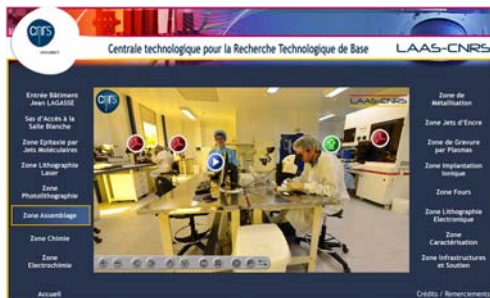 cnrs
Centrale technologique pour la Recherche Technologique de Base
LAAS-CNRS
Entrée Bâtiment
Jean LAGASSE
Sas d'Accès à la
Salle Blanche
Zone Epitaxie par
Jets Moléculaires
Zone Lithographie
Laser
Zone
Photolithographie
Zone Assemblage
Zone Chimie
Zone
Electrochimie
Accueil
cnrs
LAAS-CNRS
Zone de
Métallisation
Zone Jets d'Encre
Zone de Gravure
par Plasmas
Zone Implantation
Ionique
Zone Fours
Zone Lithographie
Electronique
Zone
Caractérisation
Zone Infrastructures
et Soutien
Crédits / Remerciements